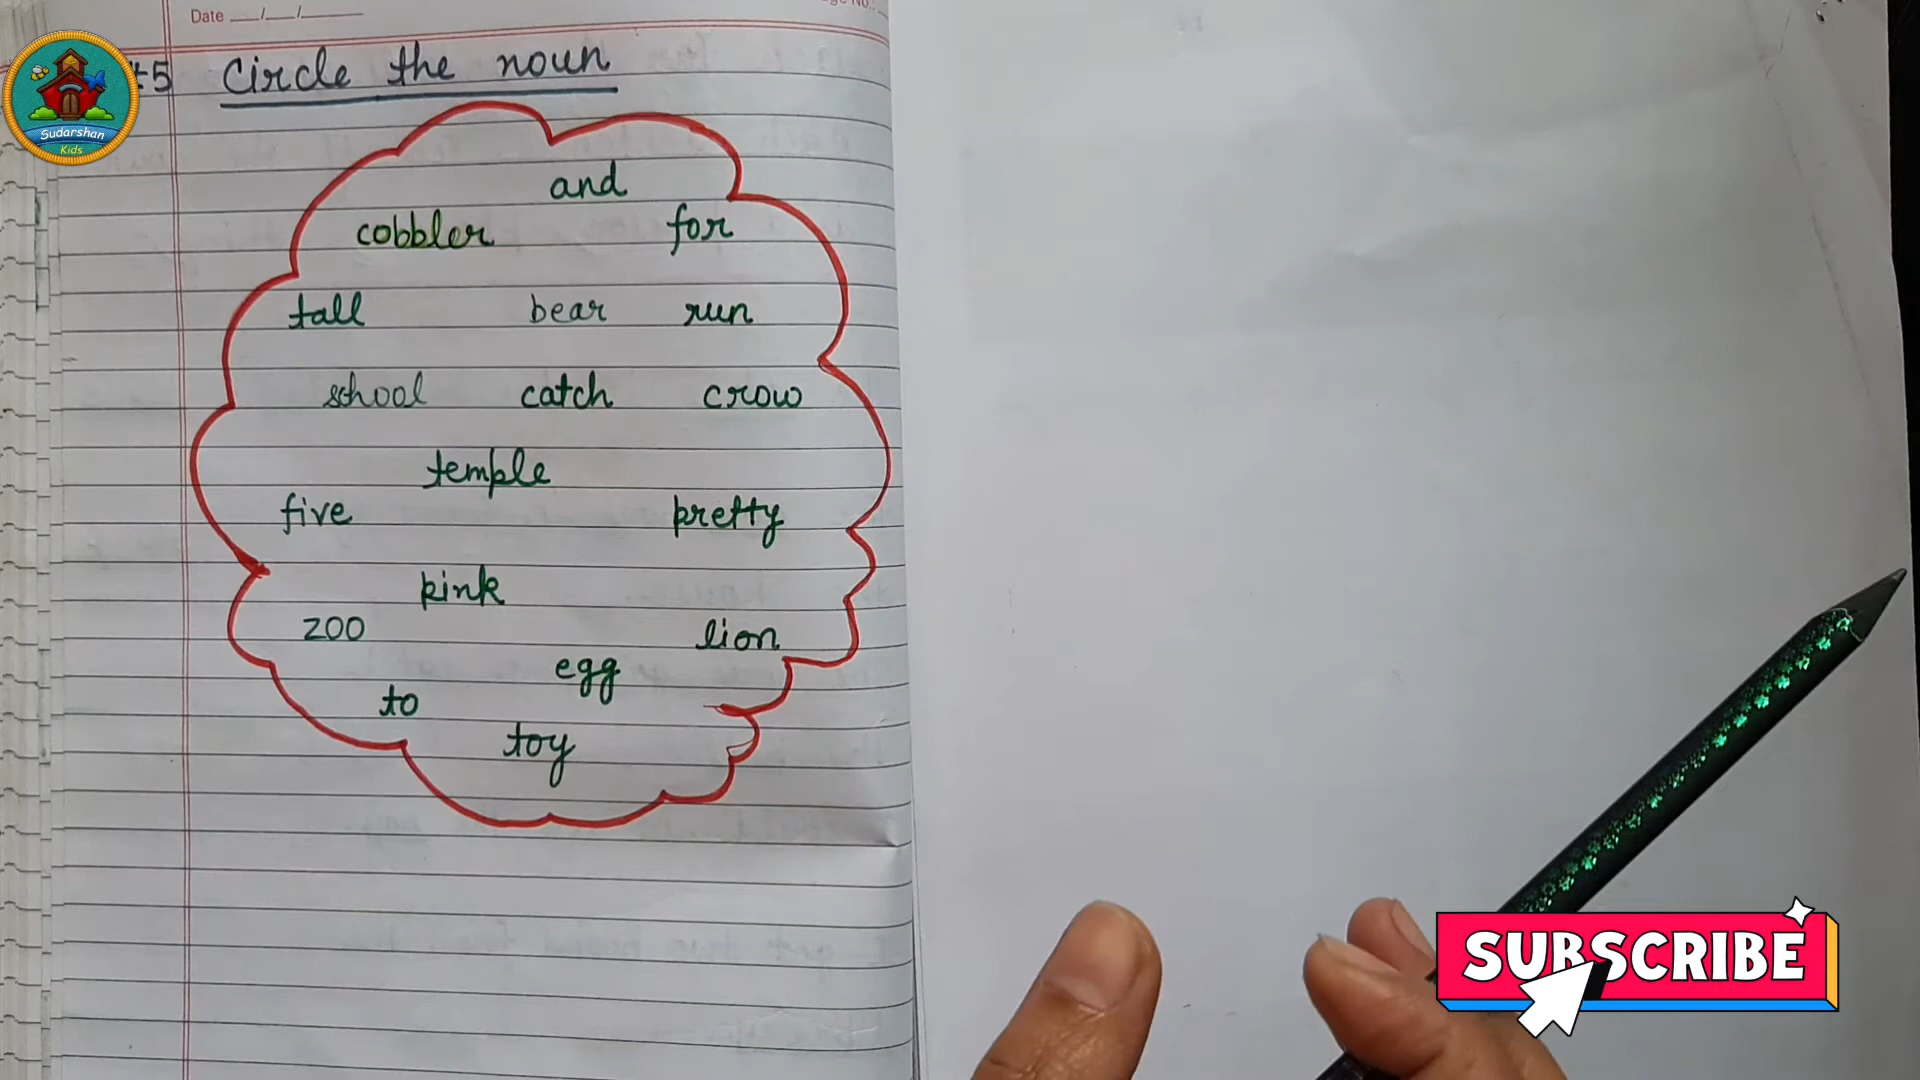 Date __/__/____
#5 Circle the noun
Sudarshan
Kids
and
cobbler for
tall bear run
school catch crow
temple
five pretty
pink
zoo lion
egg
to
toy
SUBSCRIBE